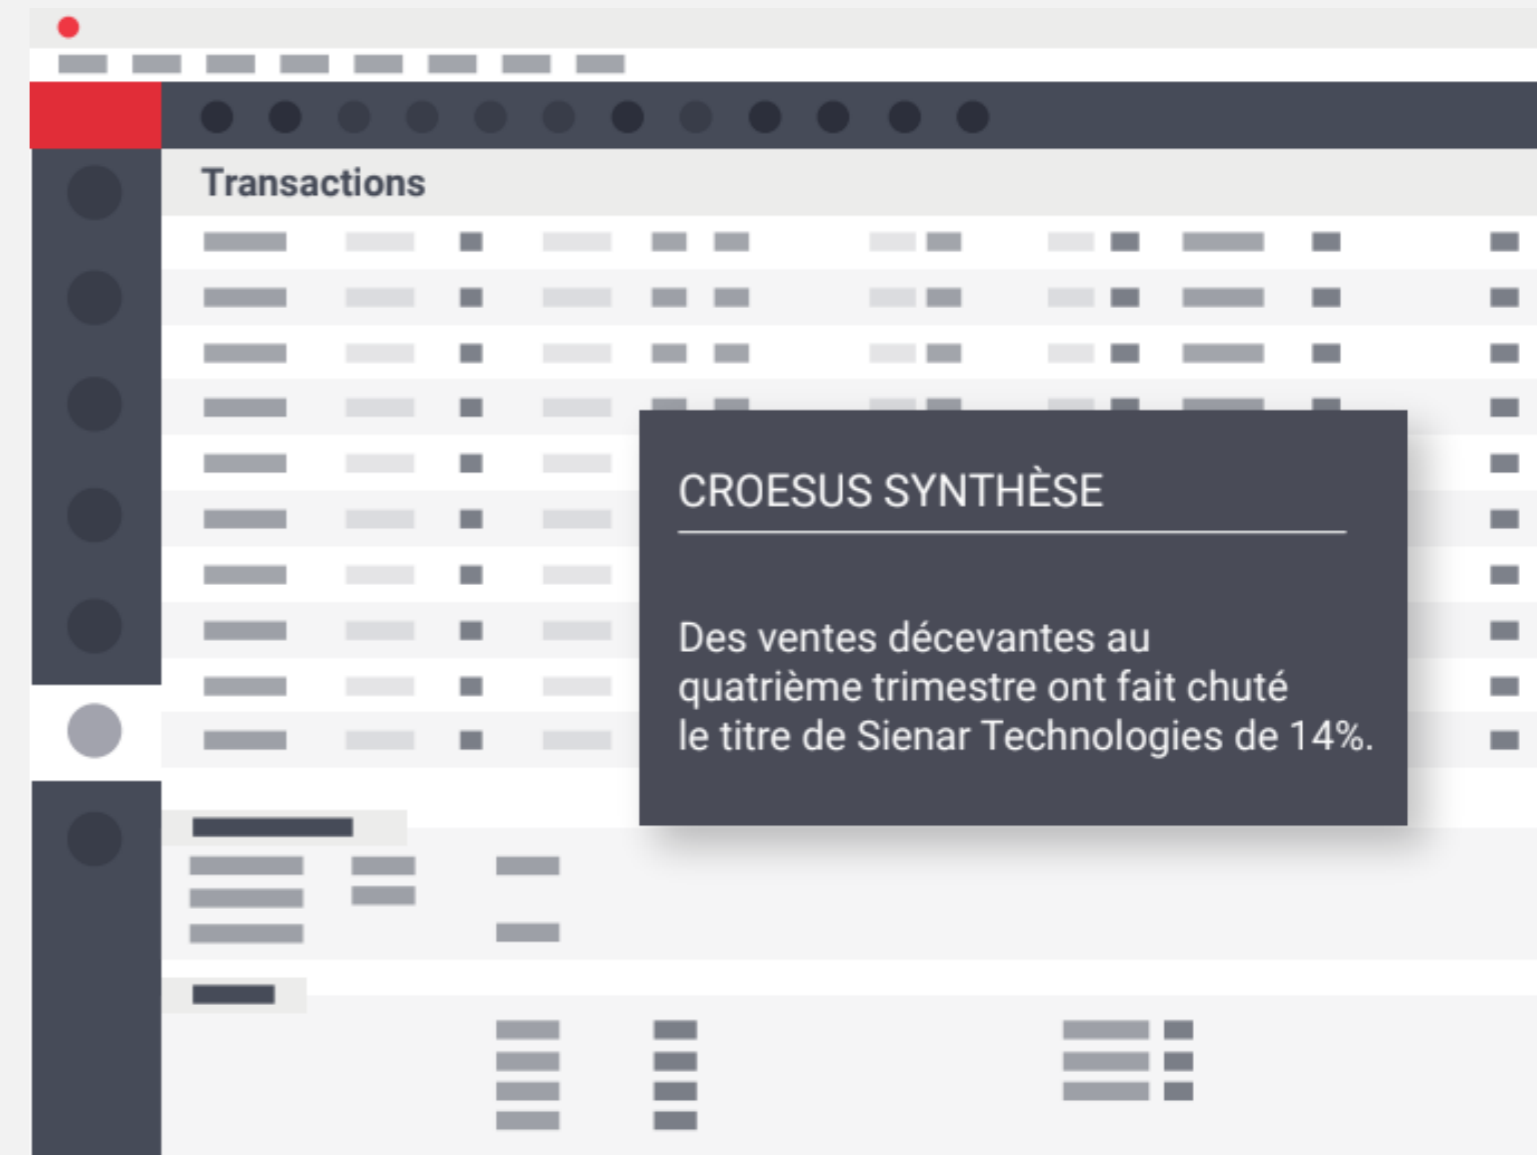 Transactions
CROESUS SYNTHÈSE
Des ventes décevantes au
quatrième trimestre ont fait chuté
le titre de Sienar Technologies de 14%.